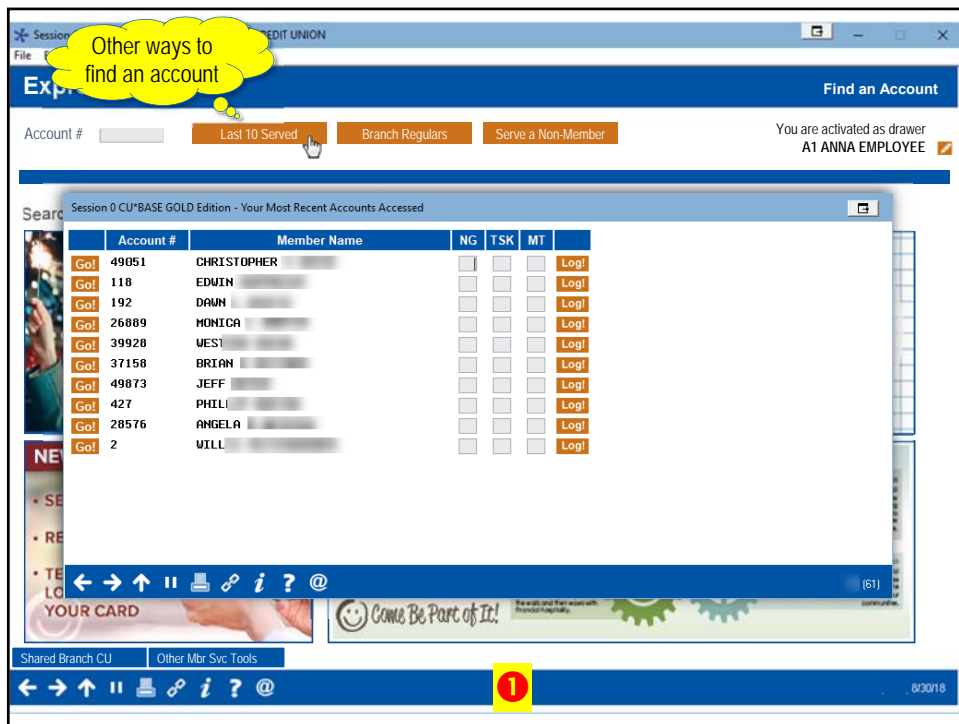 Session
EDIT UNION
Other ways to
find an account
File
Exp
Find an Account
Account #
Last 10 Served
Branch Regulars
Serve a Non-Member
You are activated as drawer
A1 ANNA EMPLOYEE
Searc
Session 0 CU*BASE GOLD Edition - Your Most Recent Accounts Accessed
Account # Member Name NG TSK MT
Go! 49051 CHRISTOPHER Log!
Go! 118 EDWIN Log!
Go! 192 DAWN Log!
Go! 26889 MONICA Log!
Go! 39928 WEST Log!
Go! 37158 BRIAN Log!
Go! 49873 JEFF Log!
Go! 427 PHIL Log!
Go! 28576 ANGELA Log!
Go! 2 WILL Log!
NE
• SE
• RE
• TE
LO
YOUR CARD
← → ↑ II i ? @
(61)
Come Be Part of It!
Shared Branch CU
Other Mbr Svc Tools
← → ↑ II i ? @
1
8/30/18